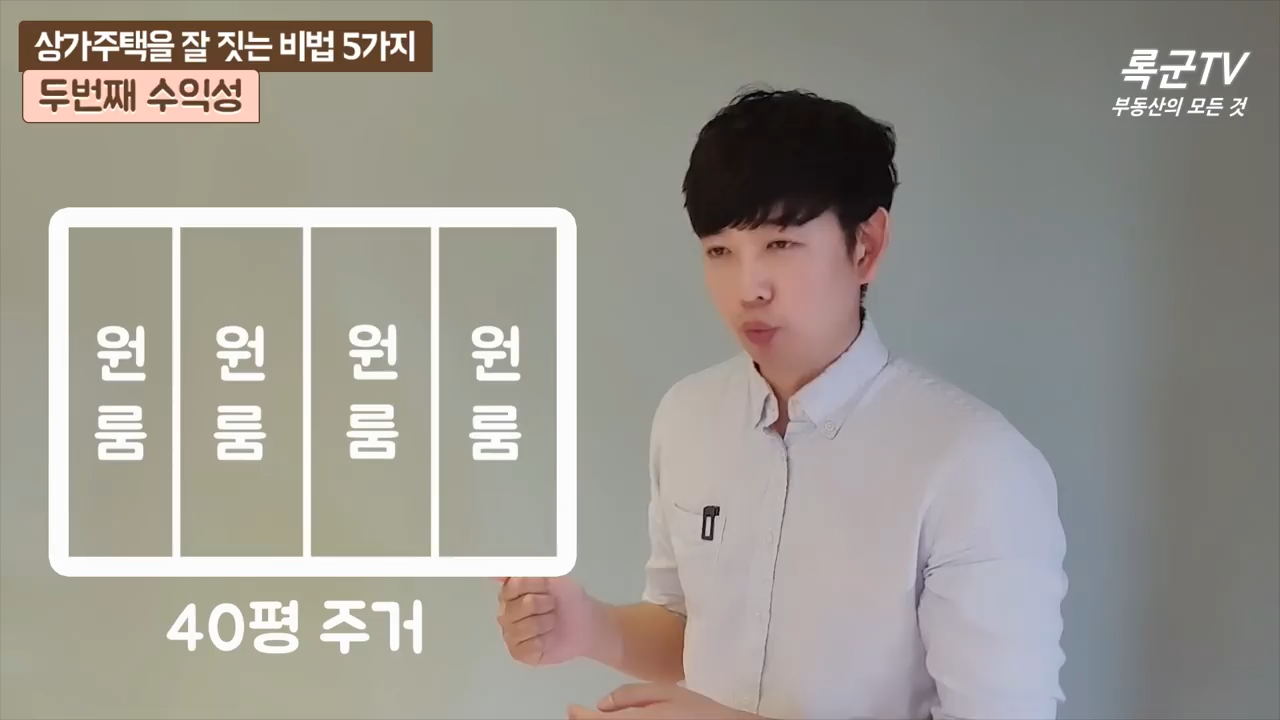 상가주택을 잘 짓는 비법 5가지
두번째 수익성
록군TV
부동산의 모든 것
원룸
원룸
원룸
원룸
40평 주거